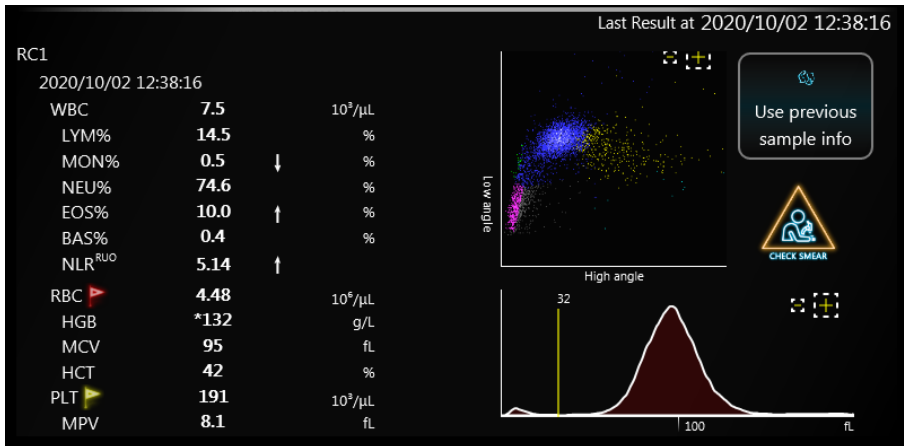 Last Result at 2020/10/02 12:38:16
RC1
2020/10/02 12:38:16
WBC 7.5 10³/µL
LYM% 14.5 %
MON% 0.5 ↓ %
NEU% 74.6 %
EOS% 10.0 ↑ %
BAS% 0.4 %
NLR^RUO 5.14 ↑
RBC 4.48 10⁶/µL
HGB *132 g/L
MCV 95 fL
HCT 42 %
PLT 191 10³/µL
MPV 8.1 fL
Low angle
High angle
32
100 fL
Use previous
sample info
CHECK SMEAR